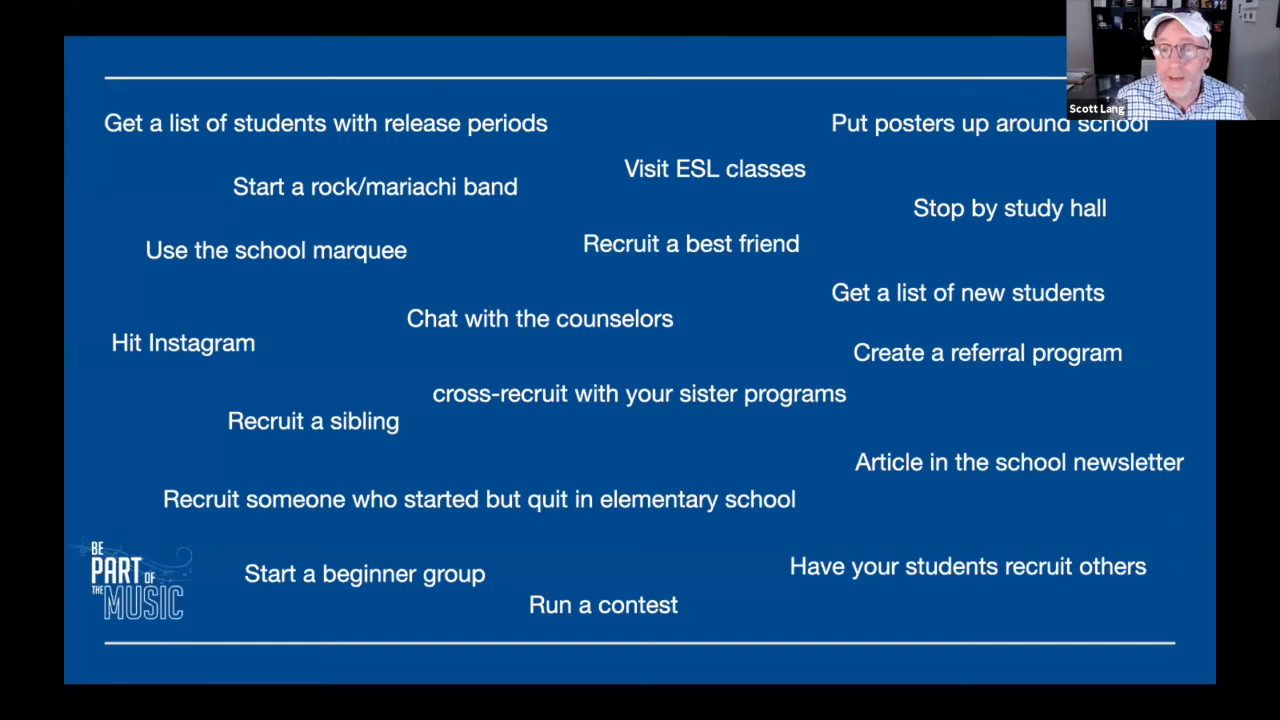 Scott Lang
Get a list of students with release periods
Put posters up around school
Visit ESL classes
Start a rock/mariachi band
Stop by study hall
Use the school marquee
Recruit a best friend
Get a list of new students
Chat with the counselors
Hit Instagram
Create a referral program
cross-recruit with your sister programs
Recruit a sibling
Article in the school newsletter
Recruit someone who started but quit in elementary school
BE
PART OF
THE MUSIC
Start a beginner group
Have your students recruit others
Run a contest